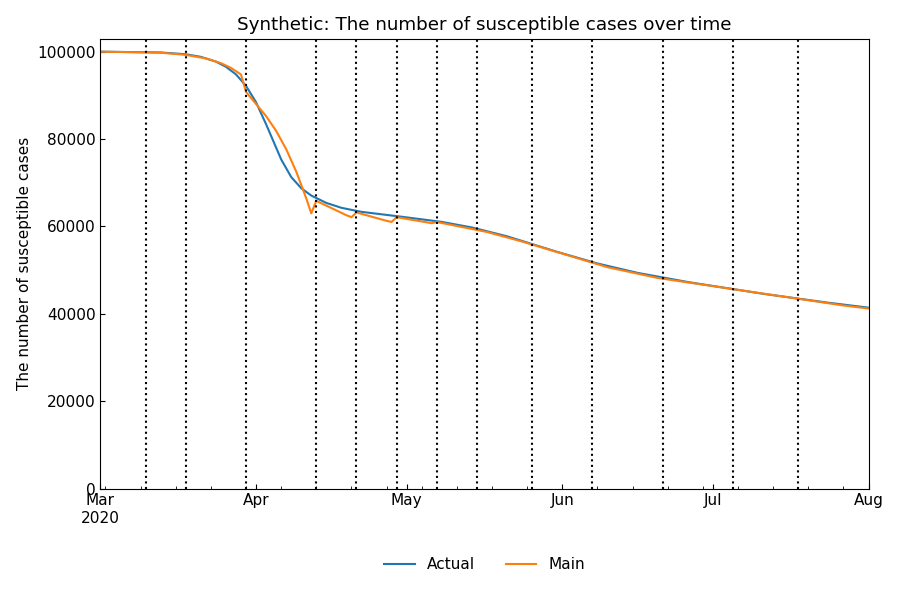 Synthetic: The number of susceptible cases over time
The number of susceptible cases
100000
80000
60000
40000
20000
0
Mar Apr May Jun Jul Aug
2020
Actual Main